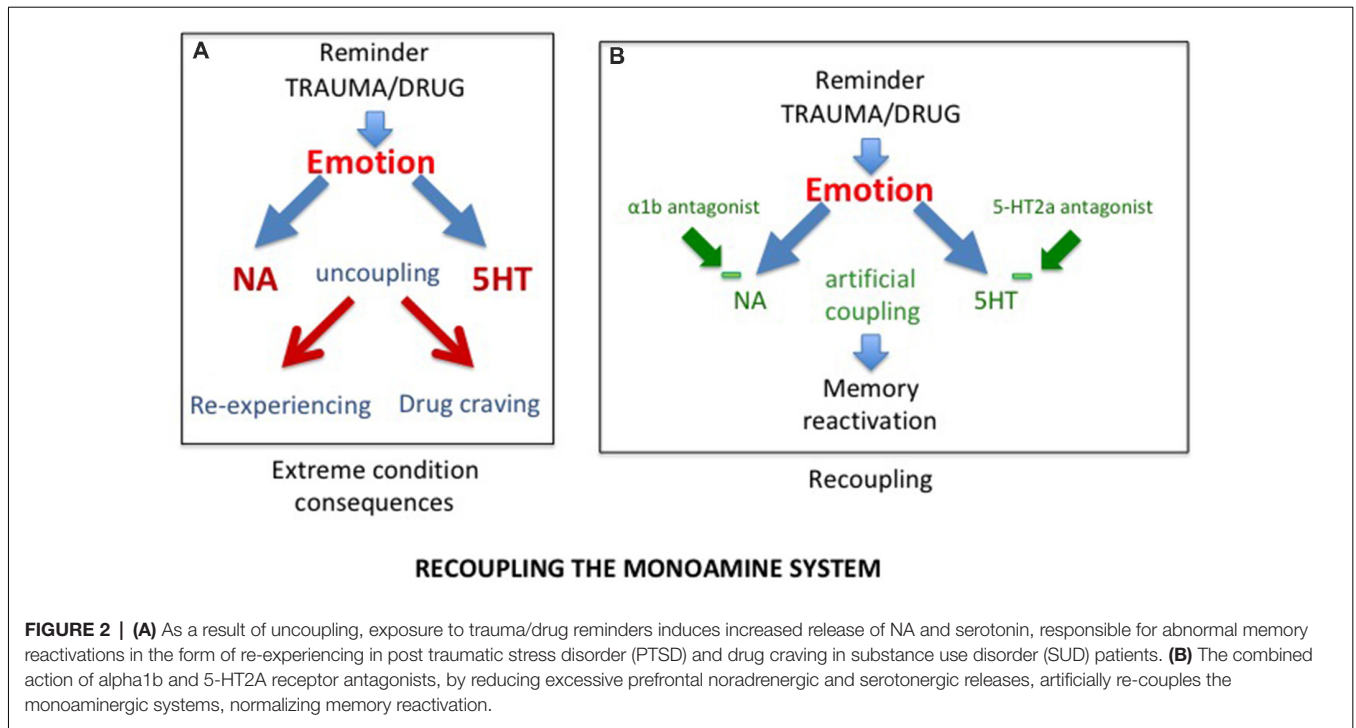 A
Reminder
TRAUMA/DRUG
Emotion
NA
uncoupling
5HT
Re-experiencing
Drug craving
Extreme condition
consequences
B
Reminder
TRAUMA/DRUG
Emotion
α1b antagonist
5-HT2a antagonist
NA
artificial
coupling
5HT
Memory
reactivation
Recoupling
RECOUPLING THE MONOAMINE SYSTEM
FIGURE 2 | (A) As a result of uncoupling, exposure to trauma/drug reminders induces increased release of NA and serotonin, responsible for abnormal memory
reactivations in the form of re-experiencing in post traumatic stress disorder (PTSD) and drug craving in substance use disorder (SUD) patients. (B) The combined
action of alpha1b and 5-HT2A receptor antagonists, by reducing excessive prefrontal noradrenergic and serotonergic releases, artificially re-couples the
monoaminergic systems, normalizing memory reactivation.